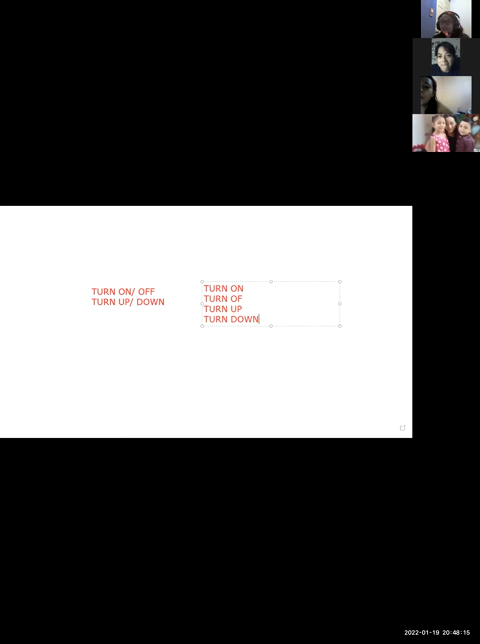 TURN ON/ OFF
TURN UP/ DOWN
TURN ON
TURN OF
TURN UP
TURN DOWN
2022-01-19 20:48:15